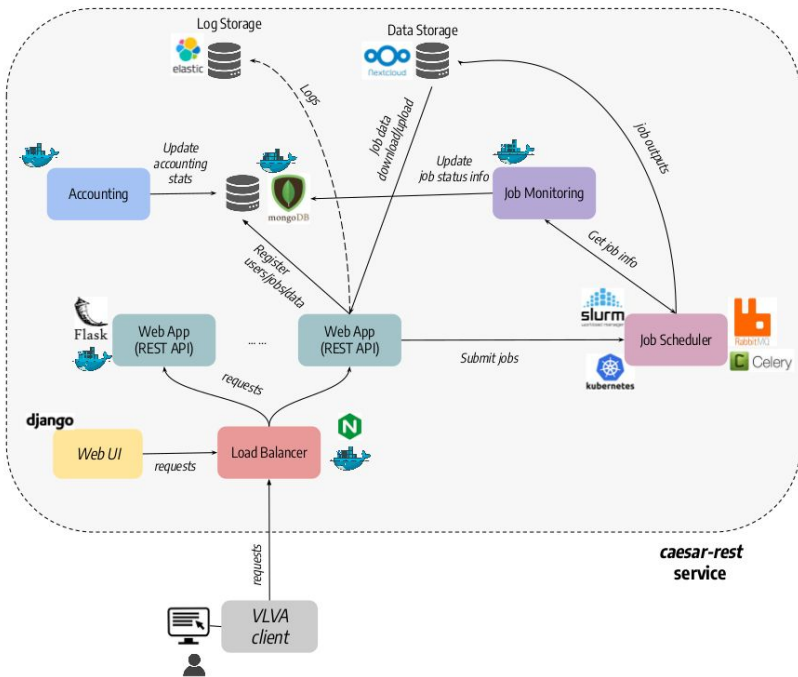 Log Storage
Data Storage
elastic
Nextcloud
Logs
Job data
download/upload
job outputs
Update
accounting
stats
Update
job status info
Accounting
mongoDB
Job Monitoring
Register
users/jobs/data
Get job info
Flask
Web App
(REST API)
... ...
Web App
(REST API)
Submit jobs
slurm
workload manager
kubernetes
Job Scheduler
RabbitMQ
C Celery
requests
django
Web UI
requests
Load Balancer
N
requests
caesar-rest
service
VLVA
client